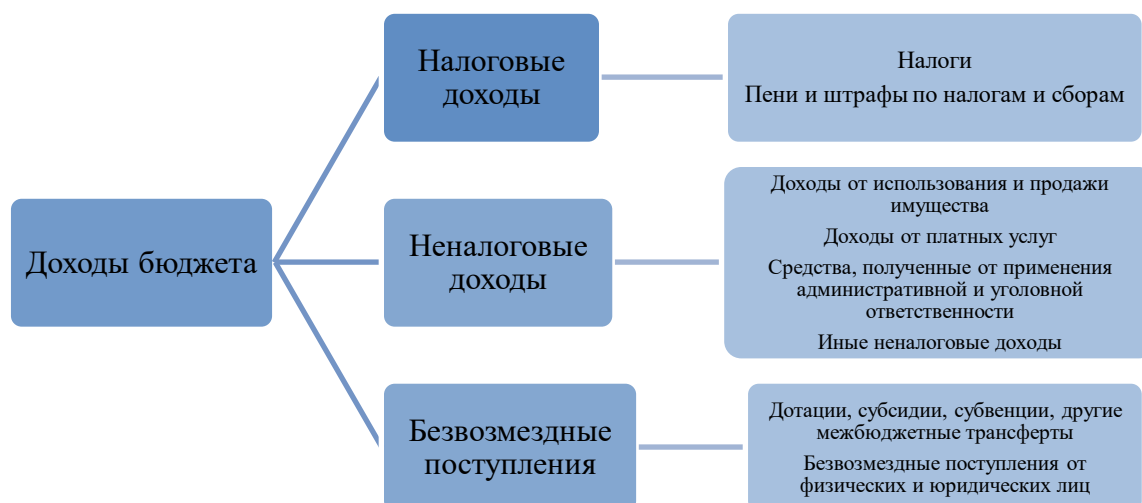 Доходы бюджета
Налоговые
доходы
Налоги
Пени и штрафы по налогам и сборам
Неналоговые
доходы
Доходы от использования и продажи
имущества
Доходы от платных услуг
Средства, полученные от применения
административной и уголовной
ответственности
Иные неналоговые доходы
Безвозмездные
поступления
Дотации, субсидии, субвенции, другие
межбюджетные трансферты
Безвозмездные поступления от
физических и юридических лиц